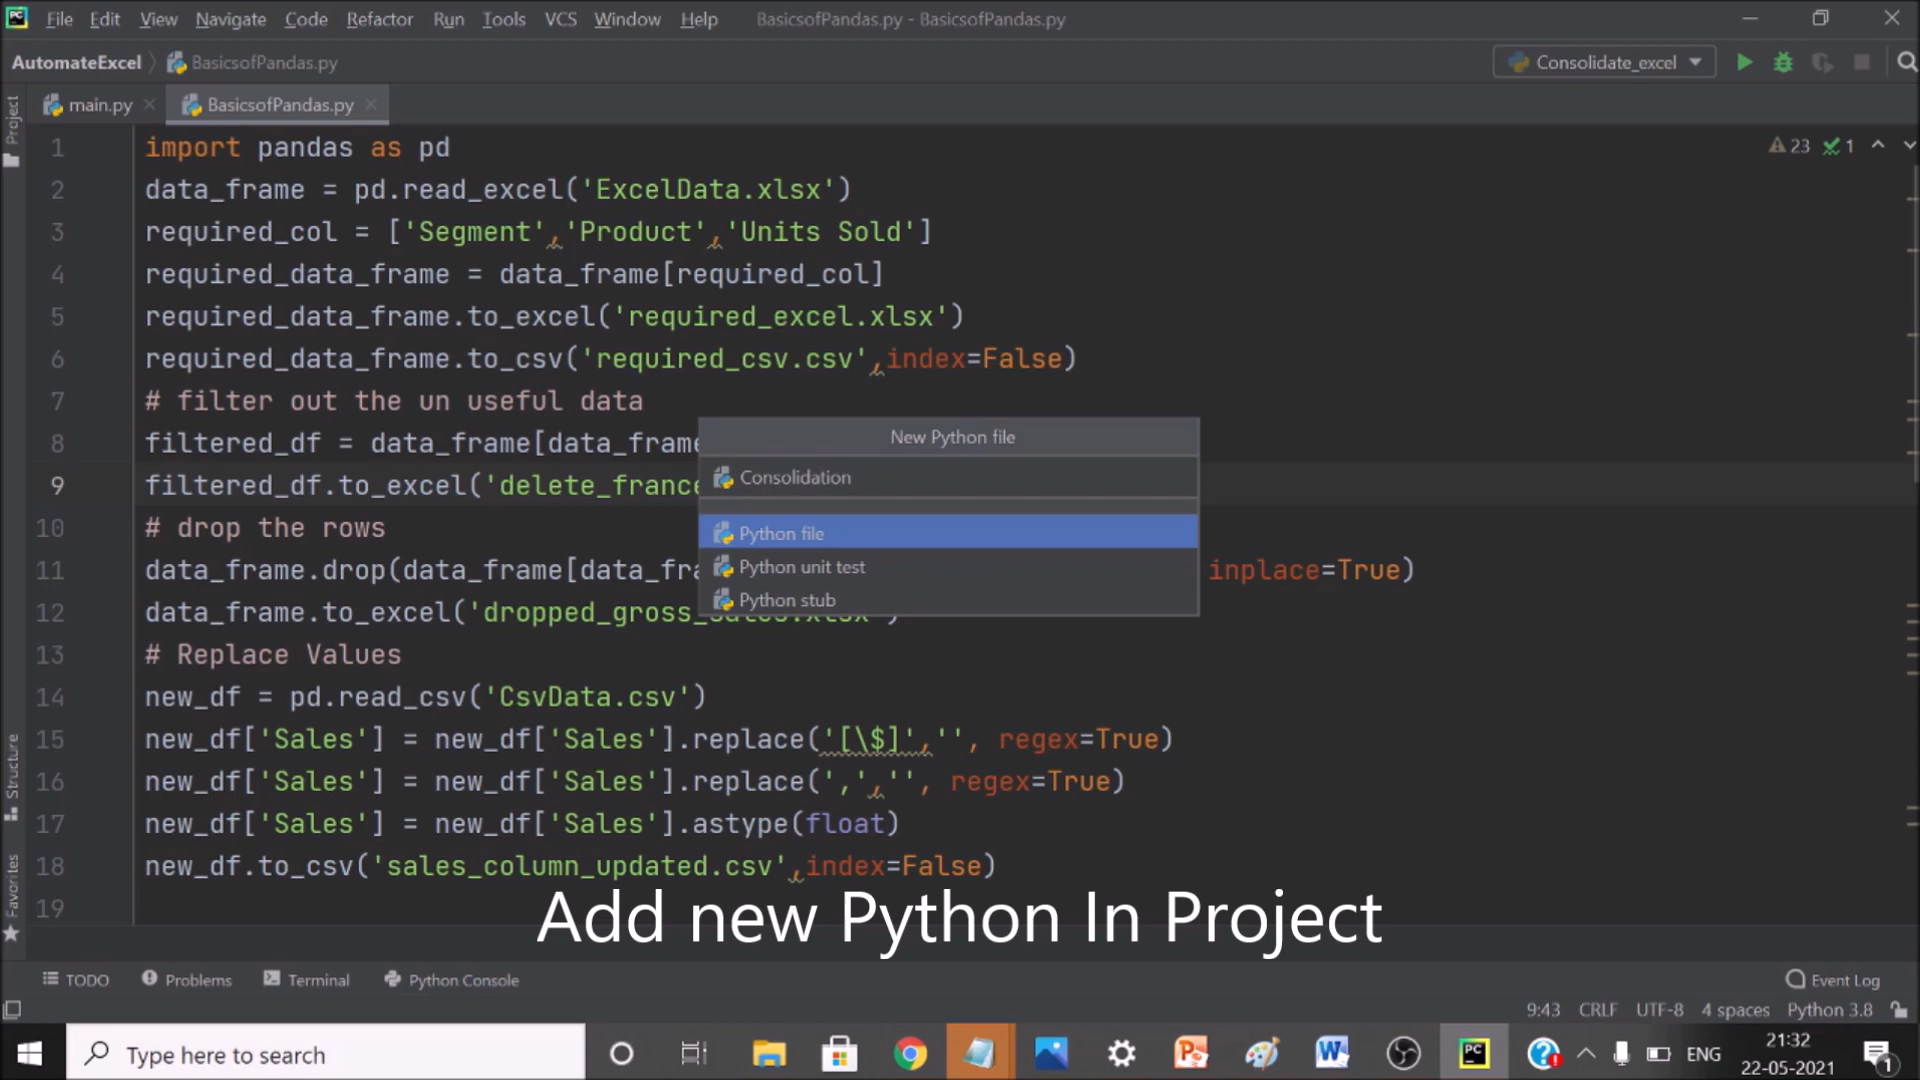 File Edit View Navigate Code Refactor Run Tools VCS Window Help BasicsofPandas.py - BasicsofPandas.py
AutomateExcel BasicsofPandas.py Consolidate_excel
main.py BasicsofPandas.py
Project
1 import pandas as pd
23 1
2 data_frame = pd.read_excel('ExcelData.xlsx')
3 required_col = ['Segment','Product','Units Sold']
4 required_data_frame = data_frame[required_col]
5 required_data_frame.to_excel('required_excel.xlsx')
6 required_data_frame.to_csv('required_csv.csv',index=False)
7 # filter out the un useful data
8 filtered_df = data_frame[data_frame
9 filtered_df.to_excel('delete_france
10 # drop the rows
11 data_frame.drop(data_frame[data_fra inplace=True)
12 data_frame.to_excel('dropped_gross_sales.xlsx')
13 # Replace Values
14 new_df = pd.read_csv('CsvData.csv')
15 new_df['Sales'] = new_df['Sales'].replace('[\$]','', regex=True)
16 new_df['Sales'] = new_df['Sales'].replace(',','', regex=True)
17 new_df['Sales'] = new_df['Sales'].astype(float)
18 new_df.to_csv('sales_column_updated.csv',index=False)
19
New Python file
Consolidation
Python file
Python unit test
Python stub
Structure
Favorites
Add new Python In Project
TODO Problems Terminal Python Console Event Log
9:43 CRLF UTF-8 4 spaces Python 3.8
Type here to search
ENG
21:32
22-05-2021
1